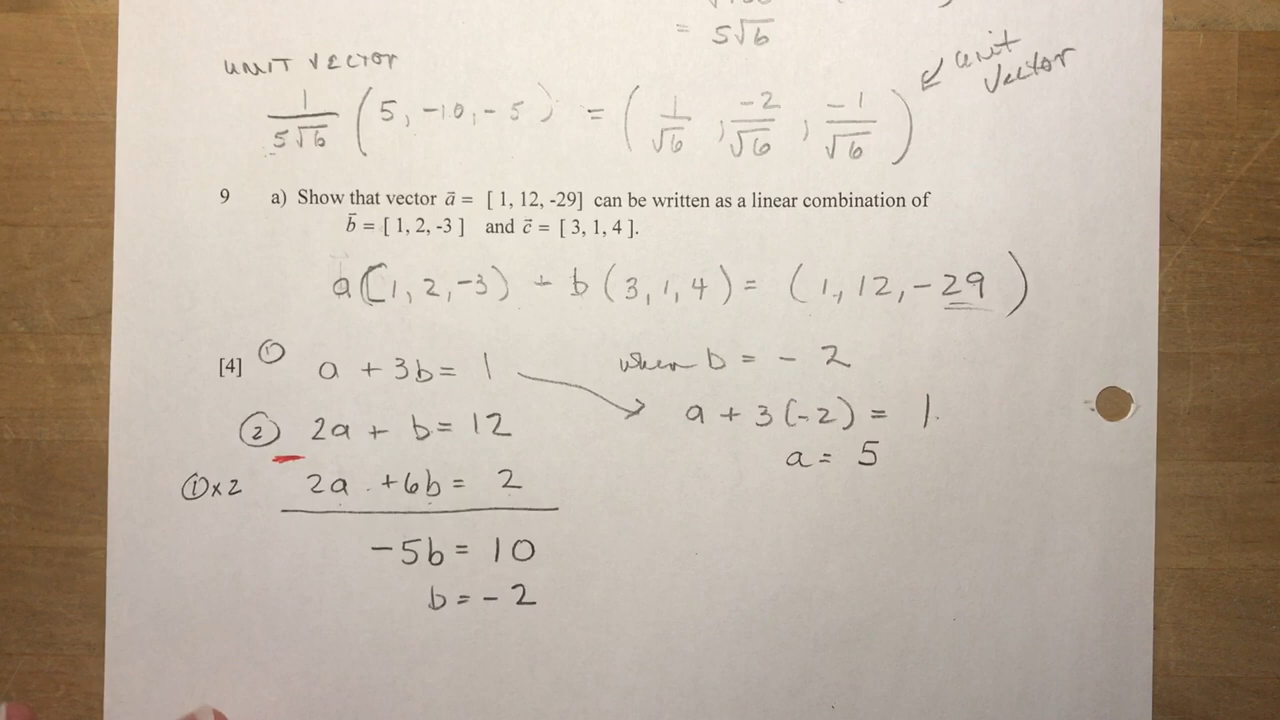 = 5√6
UNIT VECTOR
unit vector
1/(5√6) (5, -10, -5) = (1/√6, -2/√6, -1/√6)
9 a) Show that vector a⃗ = [ 1, 12, -29] can be written as a linear combination of
b⃗ = [ 1, 2, -3 ] and c⃗ = [ 3, 1, 4 ].
a(1, 2, -3) + b (3, 1, 4) = (1, 12, -29)
[4] ① a + 3b = 1
when b = - 2
② 2a + b = 12
a + 3(-2) = 1
a = 5
①×2 2a + 6b = 2
-5b = 10
b = - 2